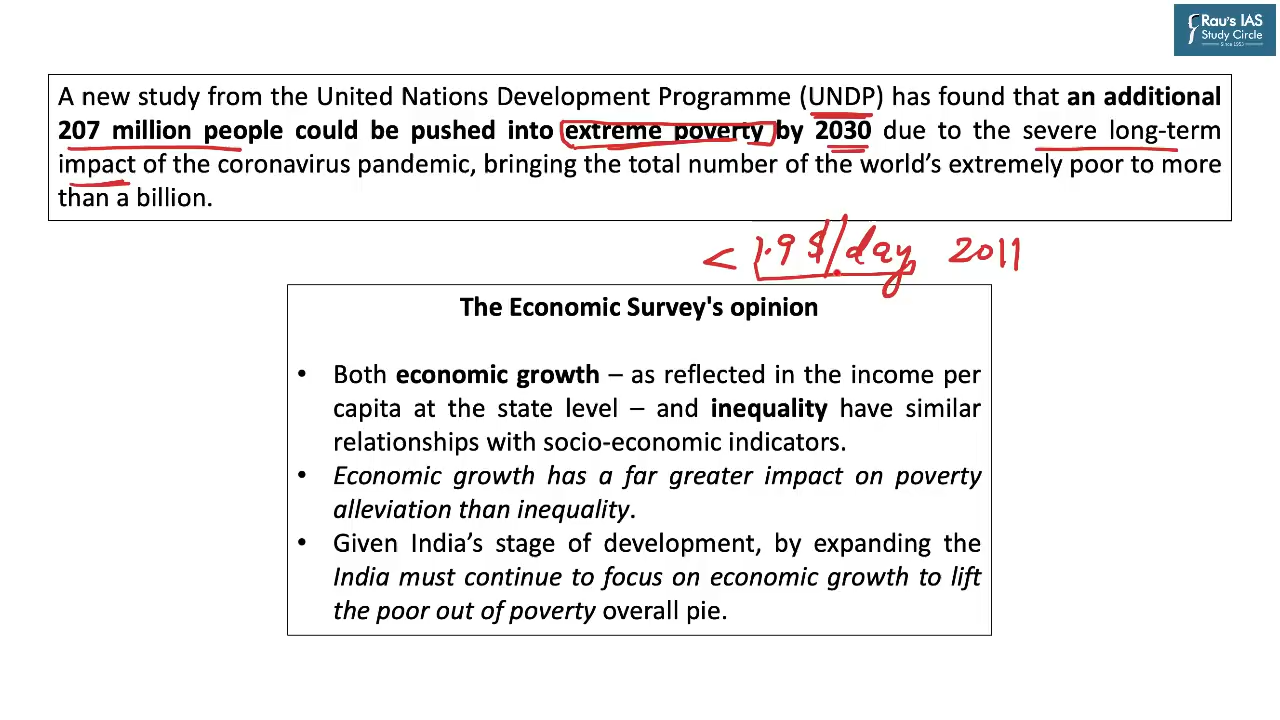 Rau's IAS
Study Circle
Since 1953
A new study from the United Nations Development Programme (UNDP) has found that an additional
207 million people could be pushed into extreme poverty by 2030 due to the severe long-term
impact of the coronavirus pandemic, bringing the total number of the world's extremely poor to more
than a billion.
< 1.9 $/day 2011
The Economic Survey's opinion
• Both economic growth – as reflected in the income per
capita at the state level – and inequality have similar
relationships with socio-economic indicators.
• Economic growth has a far greater impact on poverty
alleviation than inequality.
• Given India's stage of development, by expanding the
India must continue to focus on economic growth to lift
the poor out of poverty overall pie.